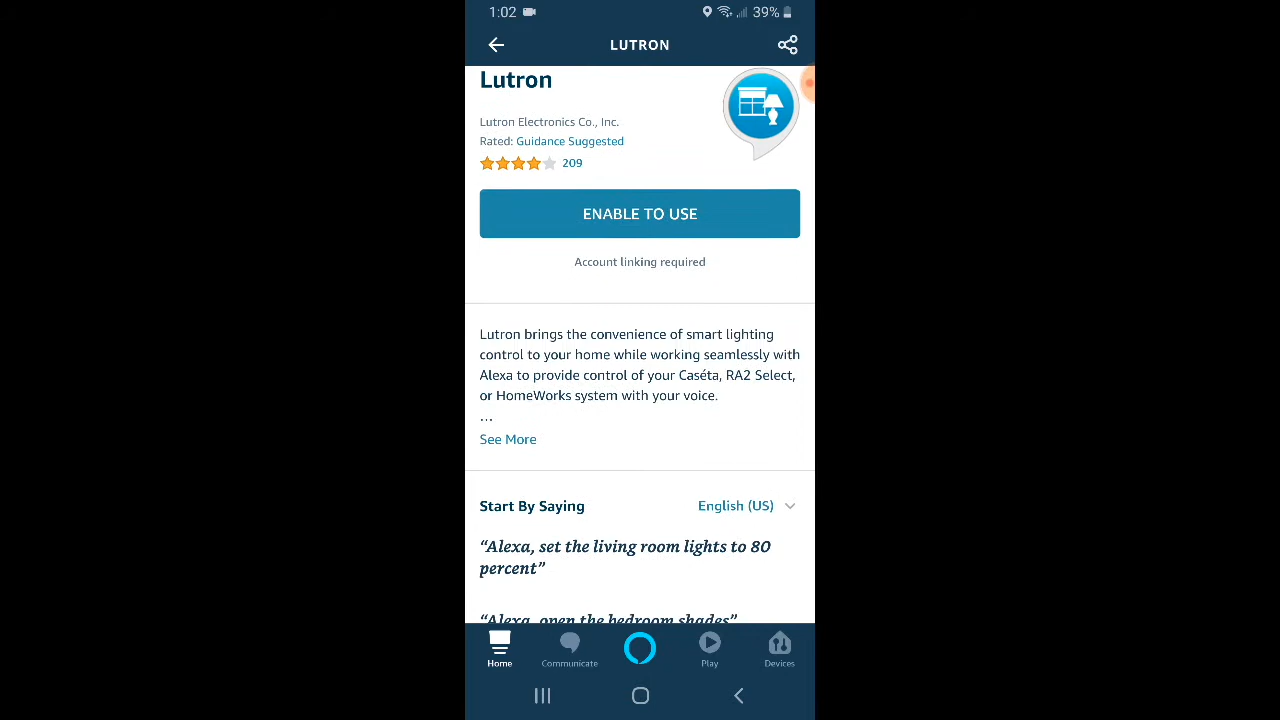 1:02 39%
LUTRON
Lutron
Lutron Electronics Co., Inc.
Rated: Guidance Suggested
209
ENABLE TO USE
Account linking required
Lutron brings the convenience of smart lighting
control to your home while working seamlessly with
Alexa to provide control of your Caséta, RA2 Select,
or HomeWorks system with your voice.
...
See More
Start By Saying English (US)
“Alexa, set the living room lights to 80
percent”
“Alexa, open the bedroom shades”
Home Communicate Play Devices